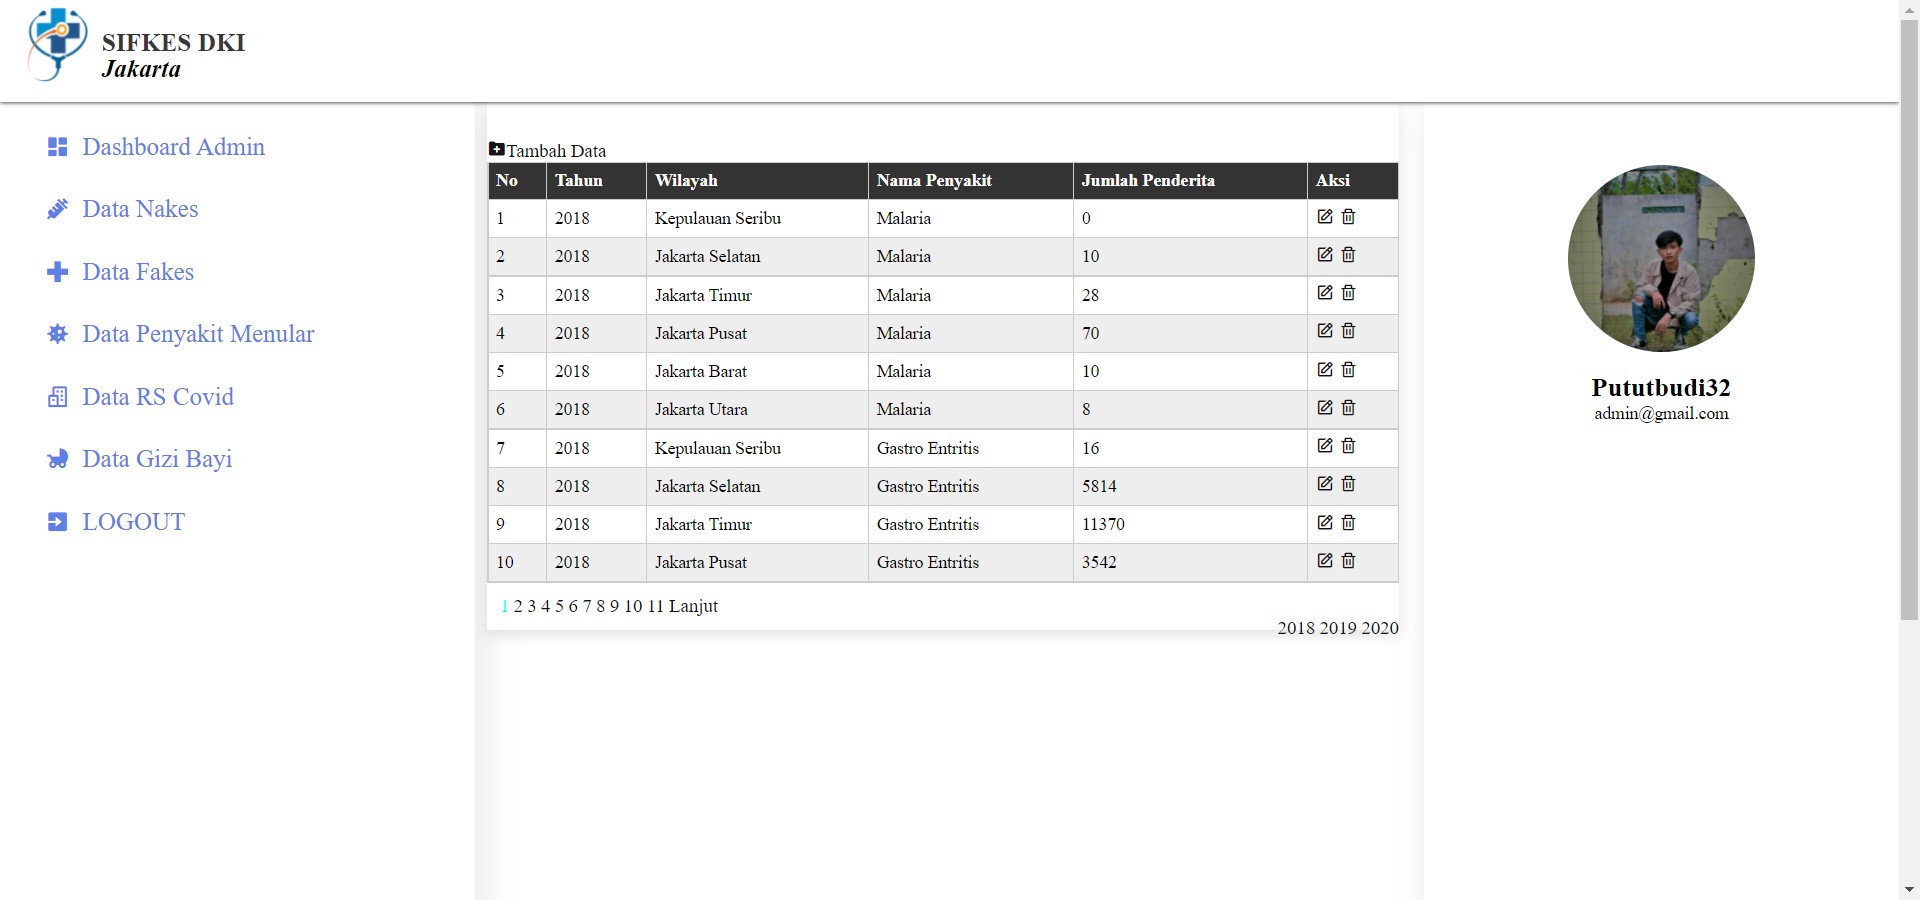 SIFKES DKI
Jakarta
Dashboard Admin
Data Nakes
Data Fakes
Data Penyakit Menular
Data RS Covid
Data Gizi Bayi
LOGOUT
Tambah Data
No Tahun Wilayah Nama Penyakit Jumlah Penderita Aksi
1 2018 Kepulauan Seribu Malaria 0
2 2018 Jakarta Selatan Malaria 10
3 2018 Jakarta Timur Malaria 28
4 2018 Jakarta Pusat Malaria 70
5 2018 Jakarta Barat Malaria 10
6 2018 Jakarta Utara Malaria 8
7 2018 Kepulauan Seribu Gastro Entritis 16
8 2018 Jakarta Selatan Gastro Entritis 5814
9 2018 Jakarta Timur Gastro Entritis 11370
10 2018 Jakarta Pusat Gastro Entritis 3542
1 2 3 4 5 6 7 8 9 10 11 Lanjut
2018 2019 2020
Pututbudi32
admin@gmail.com